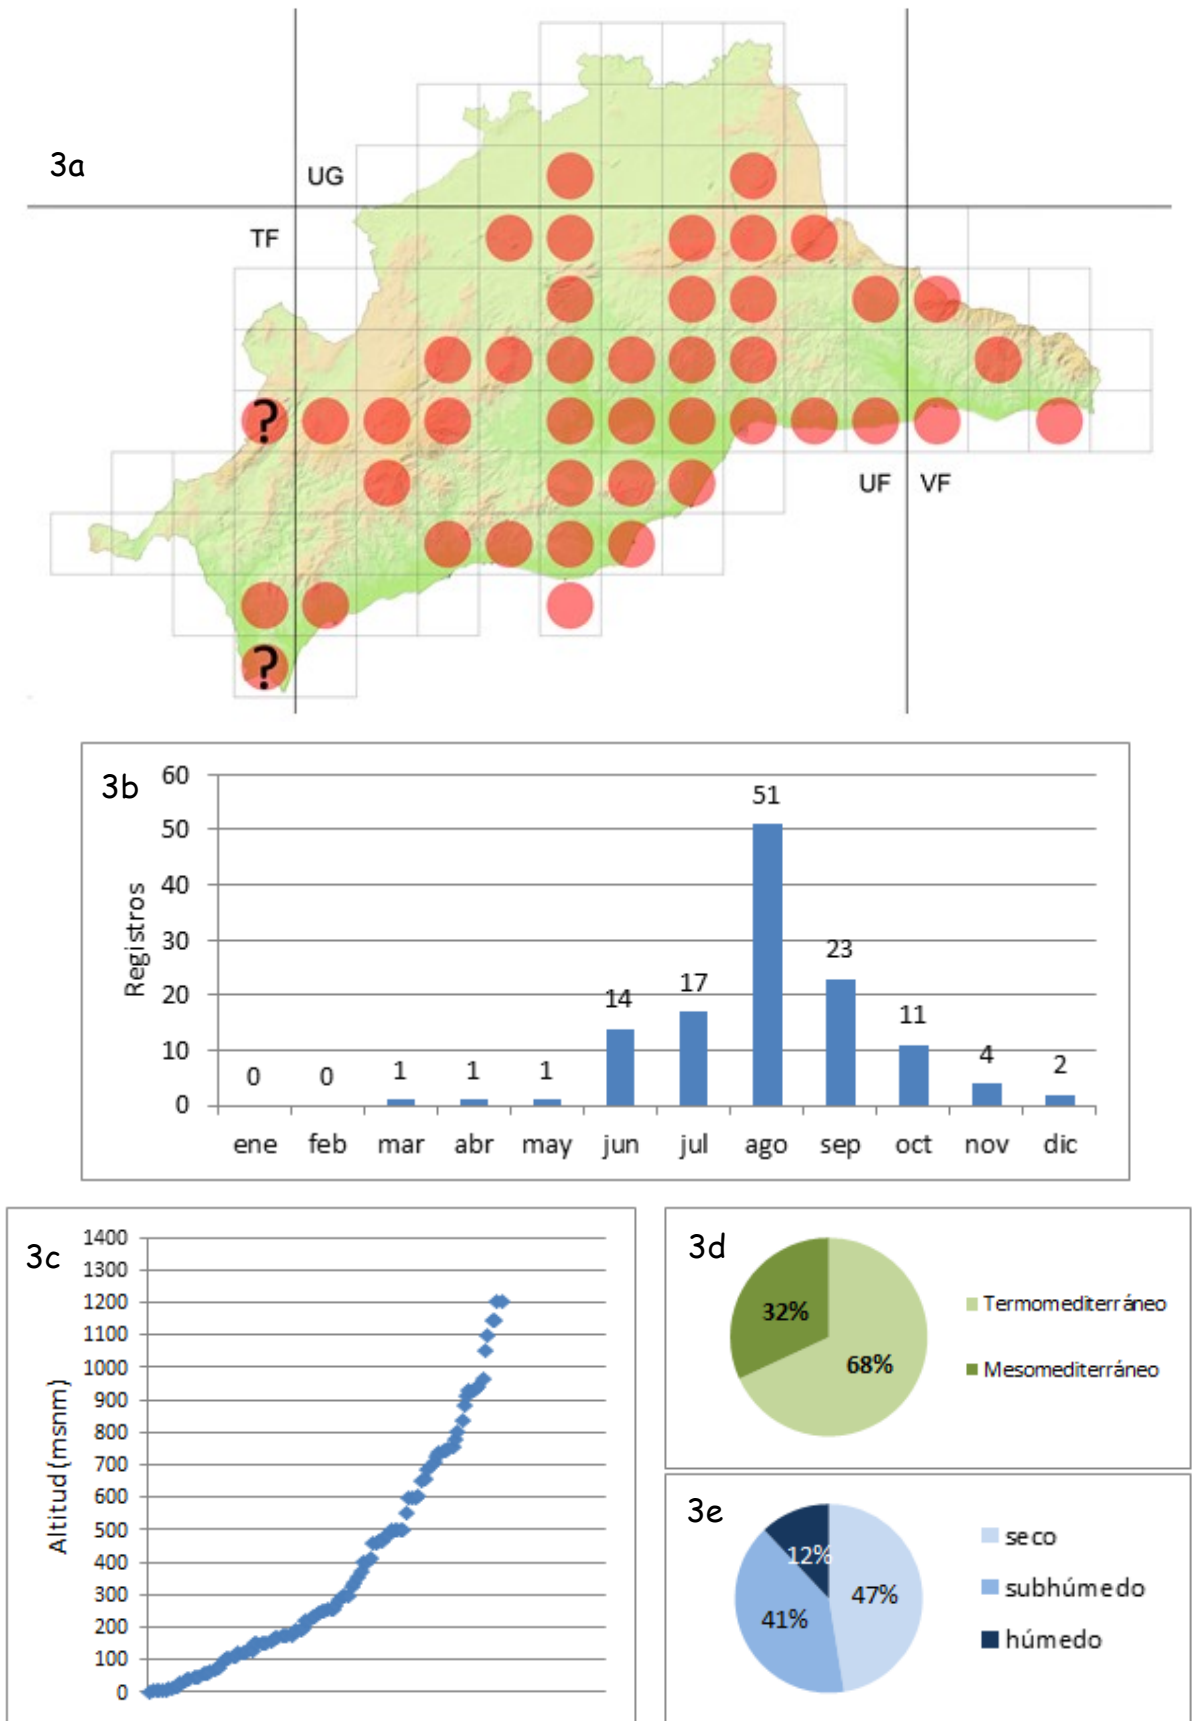 3a
UG
TF
?
UF VF
?
3b
Registros
60
50
40
30
20
10
0
0 0 1 1 1 14 17 51 23 11 4 2
ene feb mar abr may jun jul ago sep oct nov dic
3c
Altitud (msnm)
1400
1300
1200
1100
1000
900
800
700
600
500
400
300
200
100
0
3d
32%
68%
Termomediterráneo
Mesomediterráneo
3e
12%
47%
41%
seco
subhúmedo
húmedo